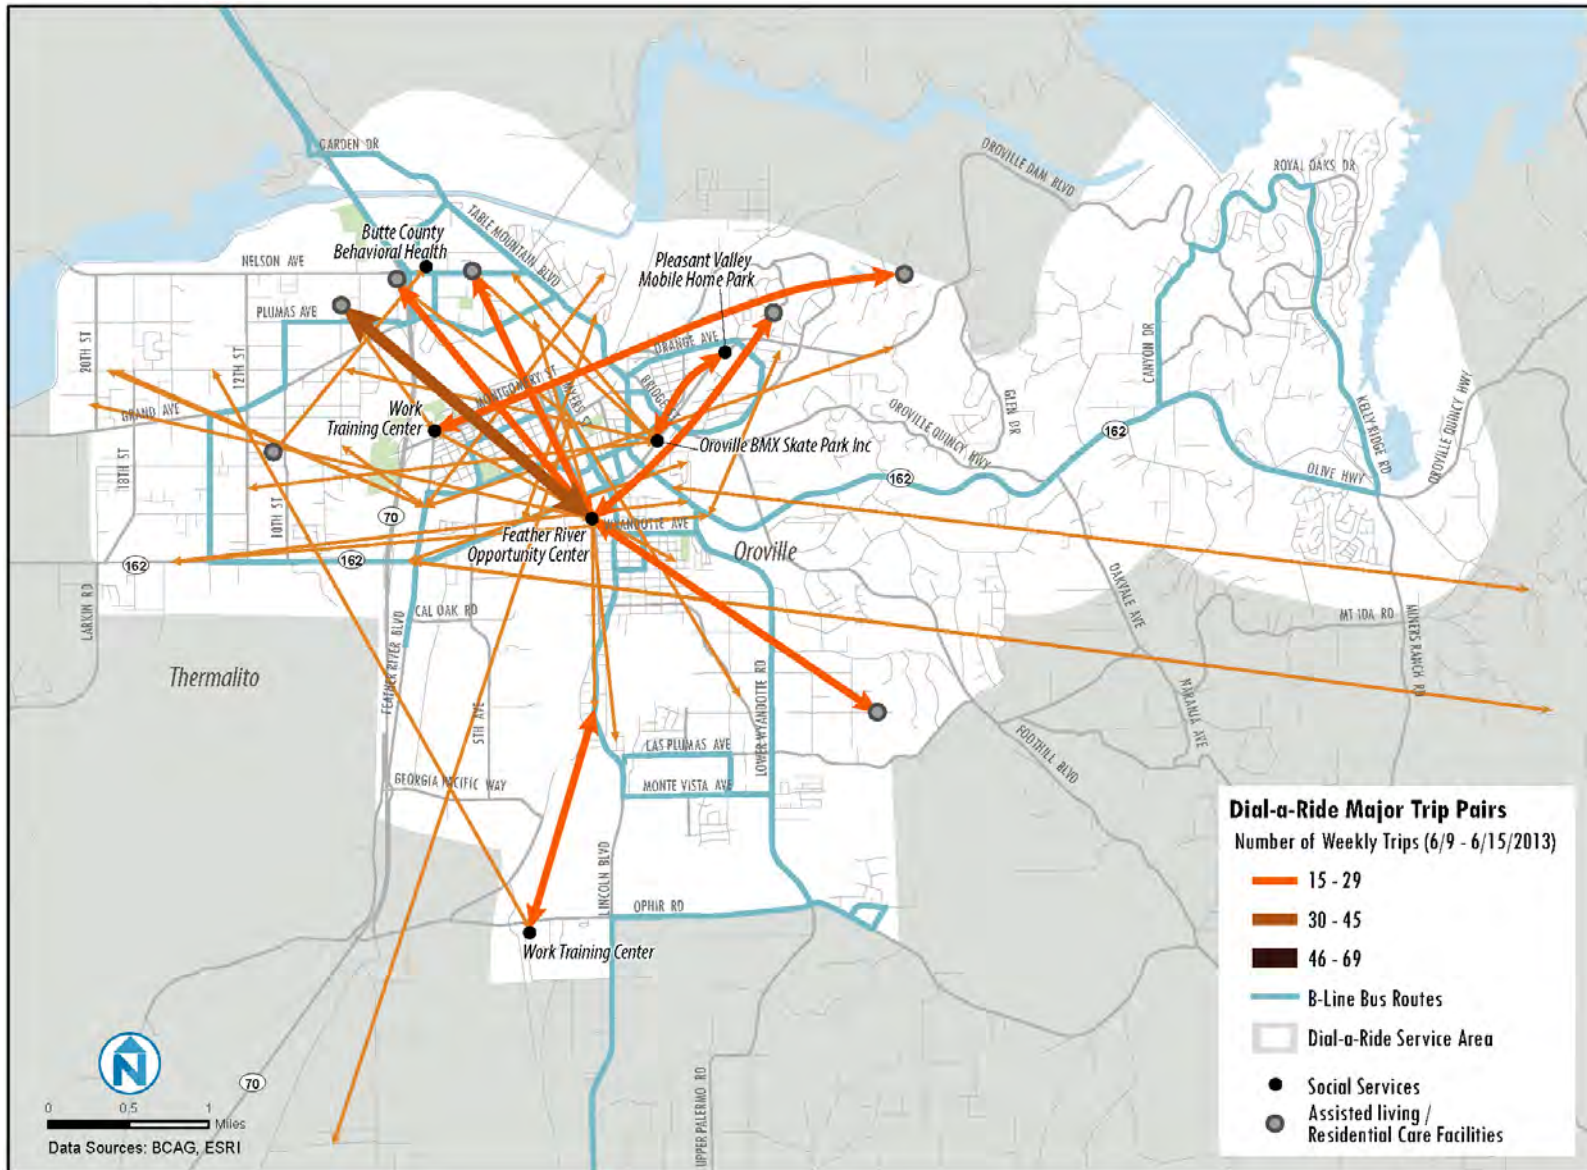 GARDEN DR
TABLE MOUNTAIN BLVD
OROVILLE DAM BLVD
ROYAL OAKS DR
Butte County
Behavioral Health
NELSON AVE
Pleasant Valley
Mobile Home Park
PLUMAS AVE
20TH ST
12TH ST
ORANGE AVE
CANYON DR
MONTGOMERY ST
MYERS ST
BRIDGE ST
GRAND AVE
Work
Training Center
GLEN DR
OROVILLE QUINCY HWY
KELLY RIDGE RD
OROVILLE QUINCY HWY
162
Oroville BMX Skate Park Inc
18TH ST
10TH ST
162
OLIVE HWY
70
WYANDOTTE AVE
Feather River
Opportunity Center
Oroville
162
162
LARKIN RD
CAL OAK RD
OAKVALE AVE
MT IDA RD
MINERS RANCH RD
FEATHER RIVER BLVD
Thermalito
LOWER WYANDOTTE RD
NARANJA AVE
5TH AVE
LAS PLUMAS AVE
FOOTHILL BLVD
GEORGIA PACIFIC WAY
MONTE VISTA AVE
LINCOLN BLVD
OPHIR RD
Work Training Center
UPPER PALERMO RD
70
Dial-a-Ride Major Trip Pairs
Number of Weekly Trips (6/9 - 6/15/2013)
15 - 29
30 - 45
46 - 69
B-Line Bus Routes
Dial-a-Ride Service Area
Social Services
Assisted living /
Residential Care Facilities
N
0 0.5 1
Miles
Data Sources: BCAG, ESRI